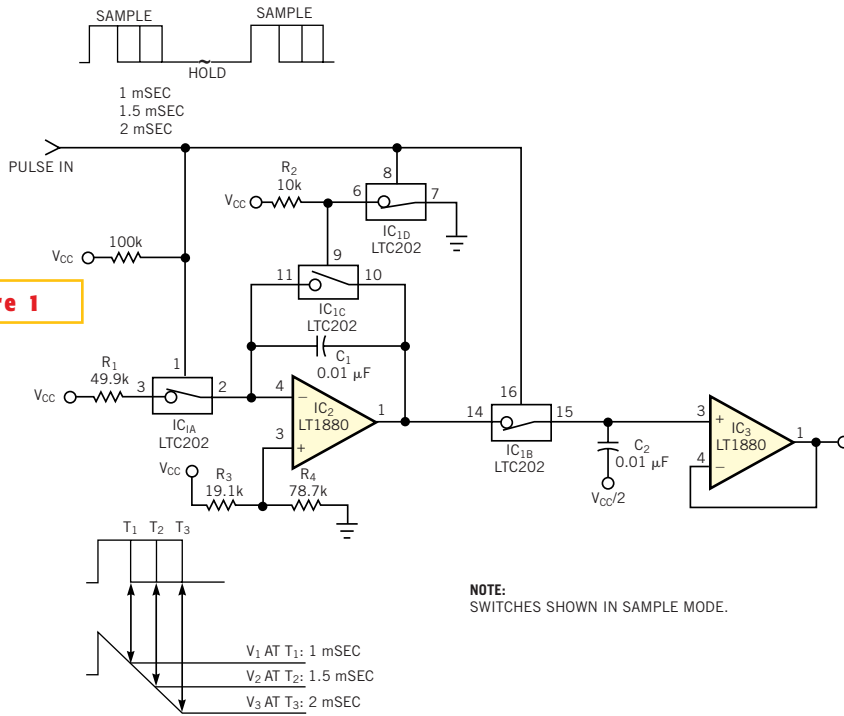 SAMPLE
SAMPLE
HOLD
1 mSEC
1.5 mSEC
2 mSEC
PULSE IN
R2
10k
VCC
6
8
7
IC1D
LTC202
VCC
100k
9
11
10
IC1C
LTC202
re 1
C1
0.01 µF
R1
49.9k
VCC
3
1
2
IC1A
LTC202
4
−
IC2
LT1880
1
3
+
VCC
R3
19.1k
R4
78.7k
14
16
15
IC1B
LTC202
C2
0.01 µF
VCC/2
3
+
IC3
LT1880
1
4
−
T1 T2 T3
V1 AT T1: 1 mSEC
V2 AT T2: 1.5 mSEC
V3 AT T3: 2 mSEC
NOTE:
SWITCHES SHOWN IN SAMPLE MODE.